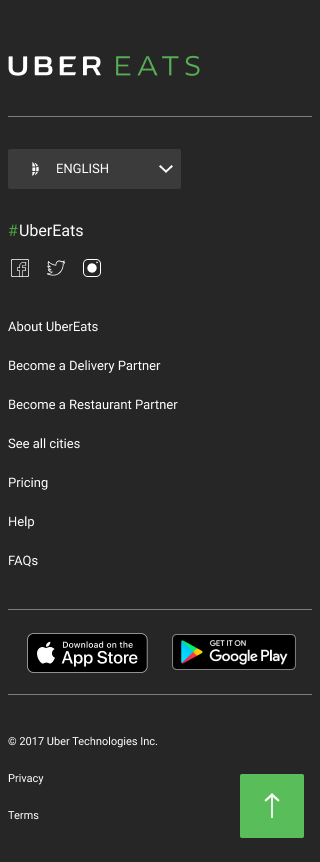 UBER EATS
ENGLISH
#UberEats
About UberEats
Become a Delivery Partner
Become a Restaurant Partner
See all cities
Pricing
Help
FAQs
Download on the
App Store
GET IT ON
Google Play
© 2017 Uber Technologies Inc.
Privacy
Terms